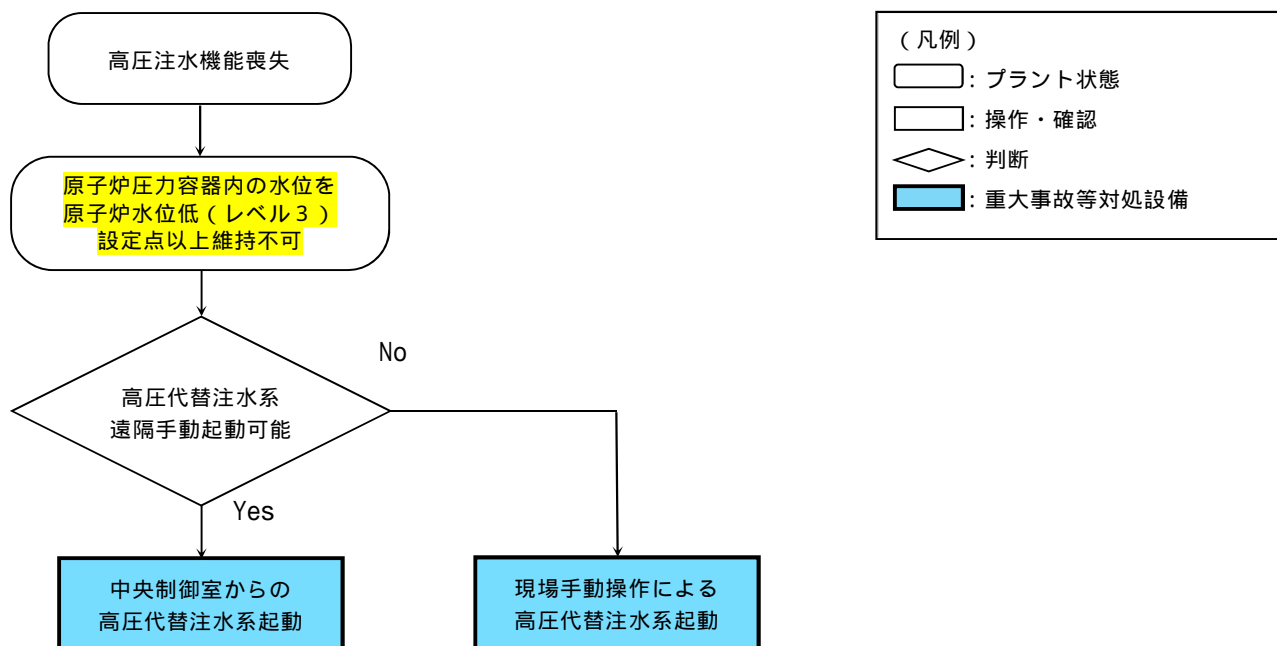 高圧注水機能喪失
原子炉圧力容器内の水位を
原子炉水位低(レベル3)
設定点以上維持不可
高圧代替注水系
遠隔手動起動可能
No
Yes
中央制御室からの
高圧代替注水系起動
現場手動操作による
高圧代替注水系起動
(凡例)
:プラント状態
:操作・確認
:判断
:重大事故等対処設備